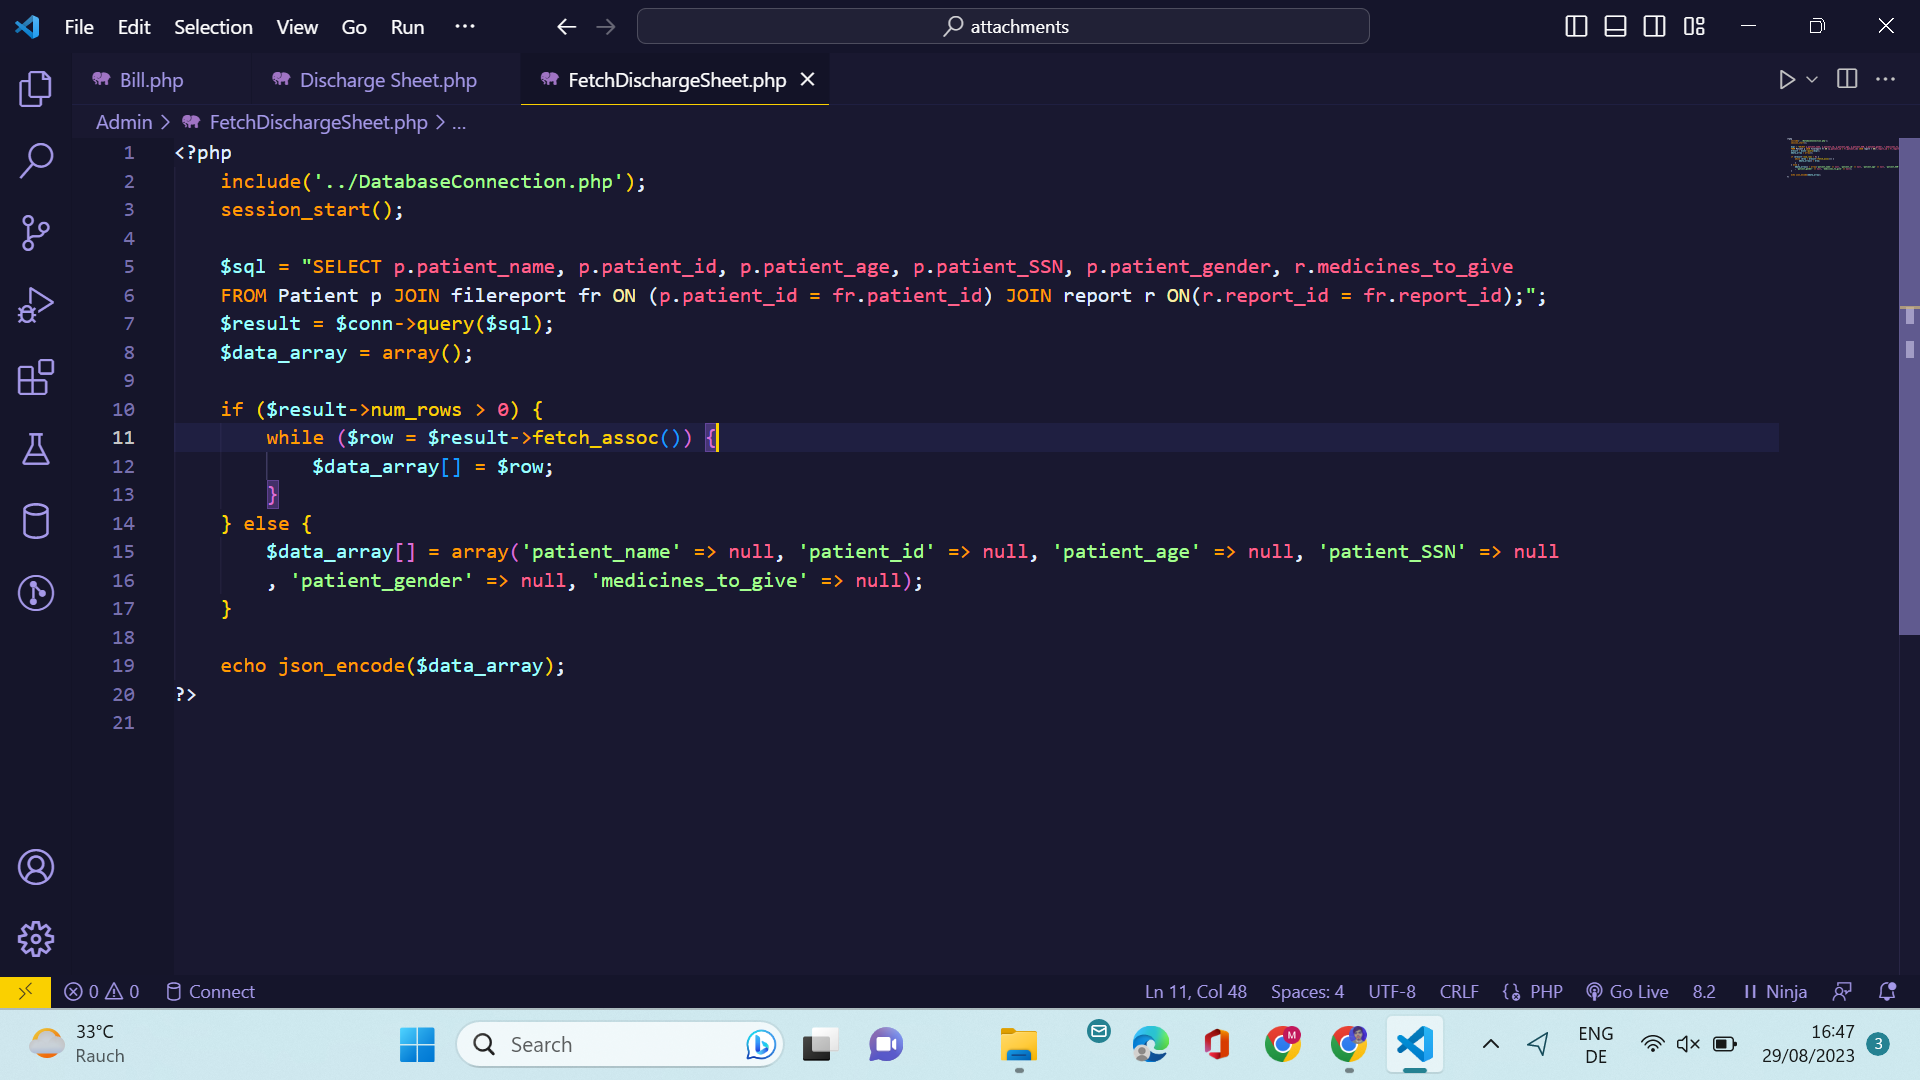 File Edit Selection View Go Run ···
attachments
Bill.php
Discharge Sheet.php
FetchDischargeSheet.php
Admin > FetchDischargeSheet.php > ...
1 <?php
2     include('../DatabaseConnection.php');
3     session_start();
4
5     $sql = "SELECT p.patient_name, p.patient_id, p.patient_age, p.patient_SSN, p.patient_gender, r.medicines_to_give
6     FROM Patient p JOIN filereport fr ON (p.patient_id = fr.patient_id) JOIN report r ON(r.report_id = fr.report_id);";
7     $result = $conn->query($sql);
8     $data_array = array();
9
10     if ($result->num_rows > 0) {
11         while ($row = $result->fetch_assoc()) {
12             $data_array[] = $row;
13         }
14     } else {
15         $data_array[] = array('patient_name' => null, 'patient_id' => null, 'patient_age' => null, 'patient_SSN' => null
16         , 'patient_gender' => null, 'medicines_to_give' => null);
17     }
18
19     echo json_encode($data_array);
20 ?>
21
0 0 Connect
Ln 11, Col 48 Spaces: 4 UTF-8 CRLF PHP Go Live 8.2 Ninja
33°C
Rauch
Search
M
ENG
DE
16:47
29/08/2023
3